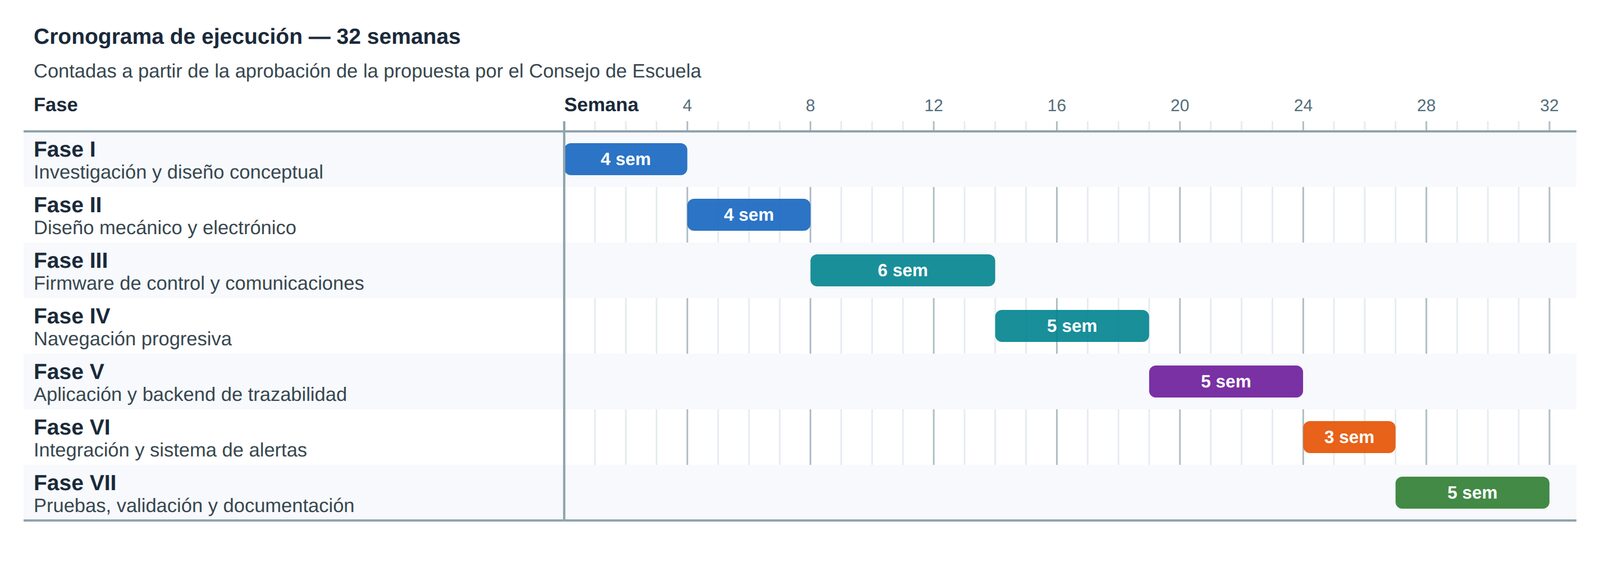 Cronograma de ejecución — 32 semanas
Contadas a partir de la aprobación de la propuesta por el Consejo de Escuela
Fase Semana 4 8 12 16 20 24 28 32
Fase I
Investigación y diseño conceptual
4 sem
Fase II
Diseño mecánico y electrónico
4 sem
Fase III
Firmware de control y comunicaciones
6 sem
Fase IV
Navegación progresiva
5 sem
Fase V
Aplicación y backend de trazabilidad
5 sem
Fase VI
Integración y sistema de alertas
3 sem
Fase VII
Pruebas, validación y documentación
5 sem